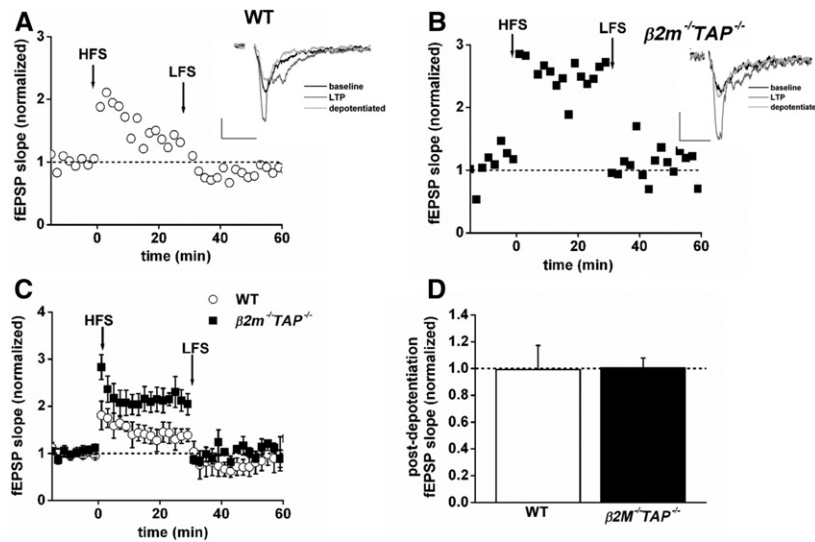 A
WT
HFS
LFS
baseline
LTP
depotentiated
fEPSP slope (normalized)
3
2
1
0
0 20 40 60
time (min)
B
β2m-/-TAP-/-
HFS
LFS
baseline
LTP
depotentiated
fEPSP slope (normalized)
3
2
1
0
0 20 40 60
time (min)
C
WT
β2m-/-TAP-/-
HFS
LFS
fEPSP slope (normalized)
4
3
2
1
0
0 20 40 60
time (min)
D
post-depotentiation
fEPSP slope (normalized)
1.4
1.2
1.0
0.8
0.6
0.4
0.2
0.0
WT
β2M-/-TAP-/-